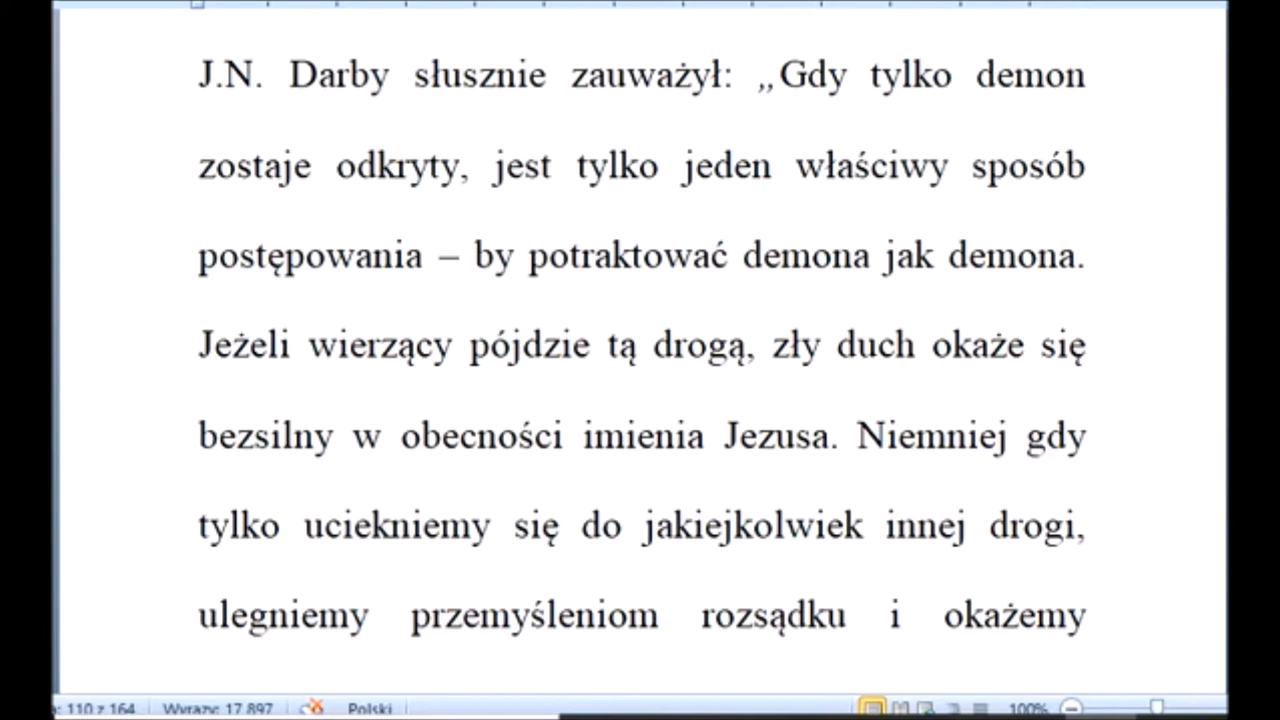 J.N. Darby słusznie zauważył: „Gdy tylko demon
zostaje odkryty, jest tylko jeden właściwy sposób
postępowania – by potraktować demona jak demona.
Jeżeli wierzący pójdzie tą drogą, zły duch okaże się
bezsilny w obecności imienia Jezusa. Niemniej gdy
tylko uciekniemy się do jakiejkolwiek innej drogi,
ulegniemy przemyśleniom rozsądku i okażemy
: 110 z 164 Wyrazy: 17 897 Polski 100%